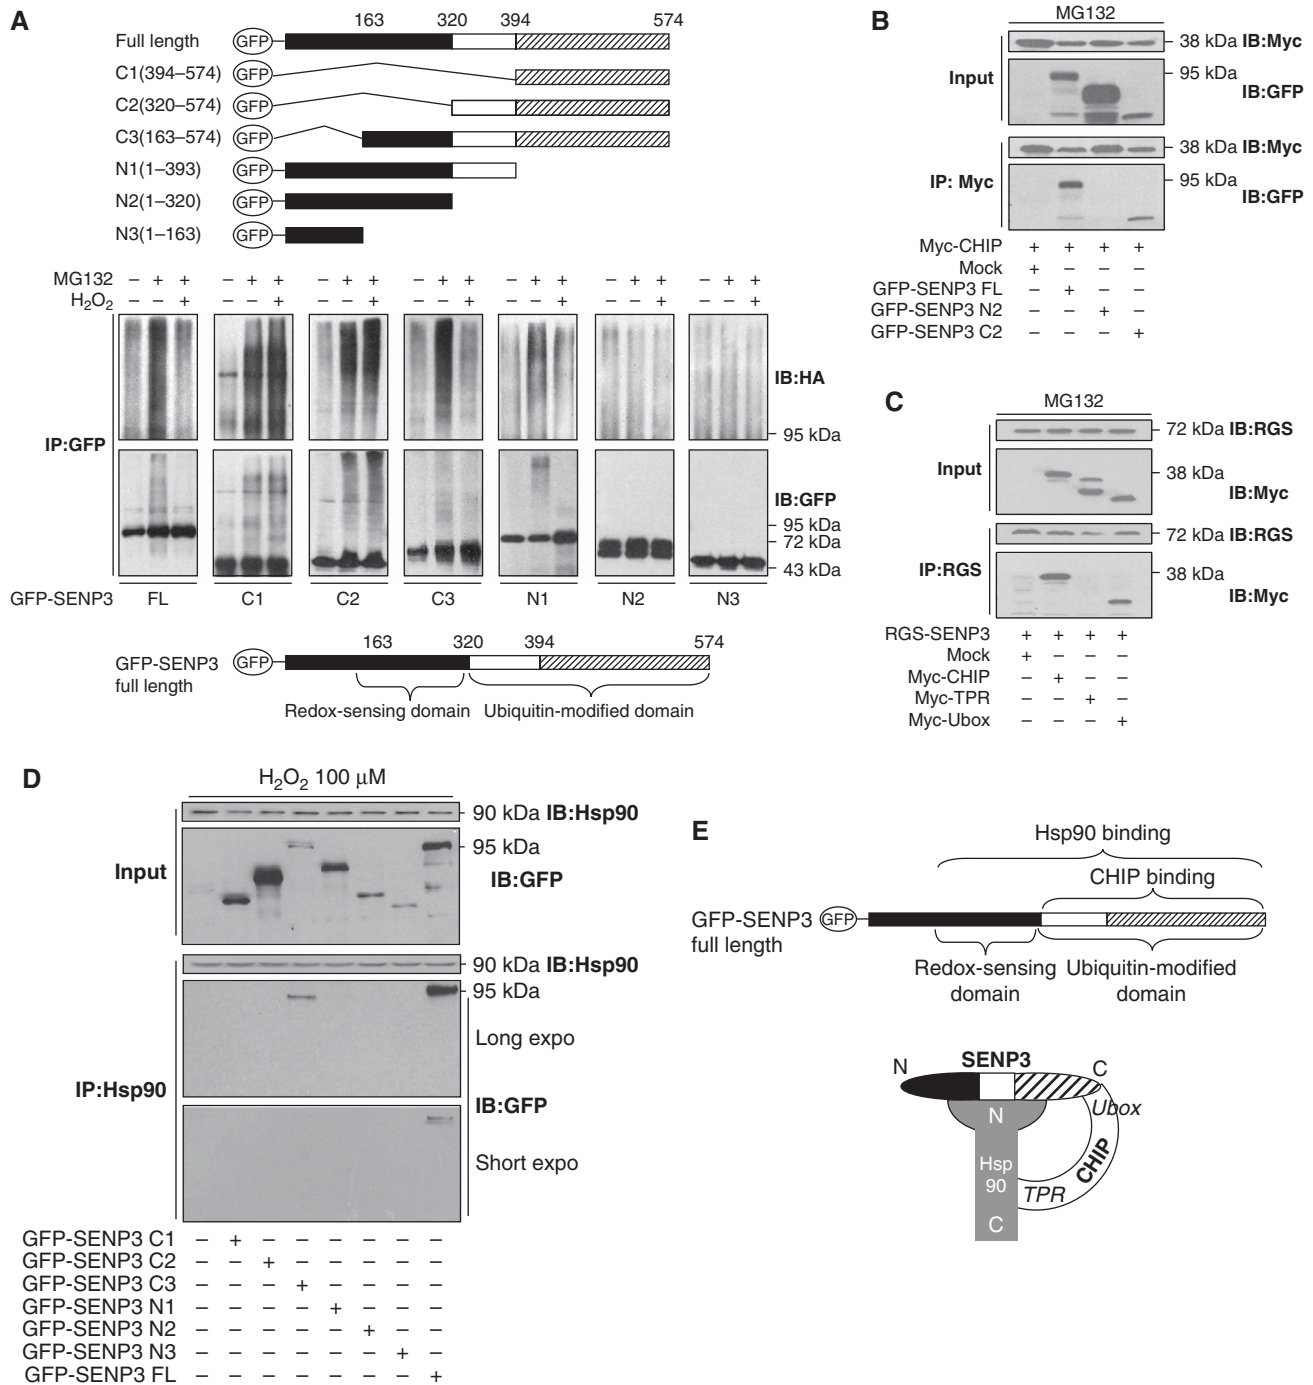 A
163 320 394 574
Full length GFP
C1(394–574) GFP
C2(320–574) GFP
C3(163–574) GFP
N1(1–393) GFP
N2(1–320) GFP
N3(1–163) GFP
MG132 – + + – + + – + + – + + – + + – + + – + +
H2O2 – – + – – + – – + – – + – – + – – + – – +
IB:HA
95 kDa
IP:GFP
IB:GFP
95 kDa
72 kDa
43 kDa
GFP-SENP3 FL C1 C2 C3 N1 N2 N3
163 320 394 574
GFP-SENP3 GFP
full length
Redox-sensing domain Ubiquitin-modified domain
B
MG132
38 kDa IB:Myc
Input
95 kDa
IB:GFP
38 kDa IB:Myc
IP: Myc
95 kDa
IB:GFP
Myc-CHIP + + + +
Mock + – – –
GFP-SENP3 FL – + – –
GFP-SENP3 N2 – – + –
GFP-SENP3 C2 – – – +
C
MG132
72 kDa IB:RGS
Input
38 kDa
IB:Myc
72 kDa IB:RGS
IP:RGS
38 kDa
IB:Myc
RGS-SENP3 + + + +
Mock + – – –
Myc-CHIP – + – –
Myc-TPR – – + –
Myc-Ubox – – – +
D
H2O2 100 µM
90 kDa IB:Hsp90
Input
95 kDa
IB:GFP
90 kDa IB:Hsp90
95 kDa
Long expo
IP:Hsp90
IB:GFP
Short expo
GFP-SENP3 C1 – + – – – – – –
GFP-SENP3 C2 – – + – – – – –
GFP-SENP3 C3 – – – + – – – –
GFP-SENP3 N1 – – – – + – – –
GFP-SENP3 N2 – – – – – + – –
GFP-SENP3 N3 – – – – – – + –
GFP-SENP3 FL – – – – – – – +
E
Hsp90 binding
CHIP binding
GFP-SENP3 GFP
full length
Redox-sensing Ubiquitin-modified
domain domain
N SENP3 C
N
Ubox
Hsp
90
CHIP
TPR
C